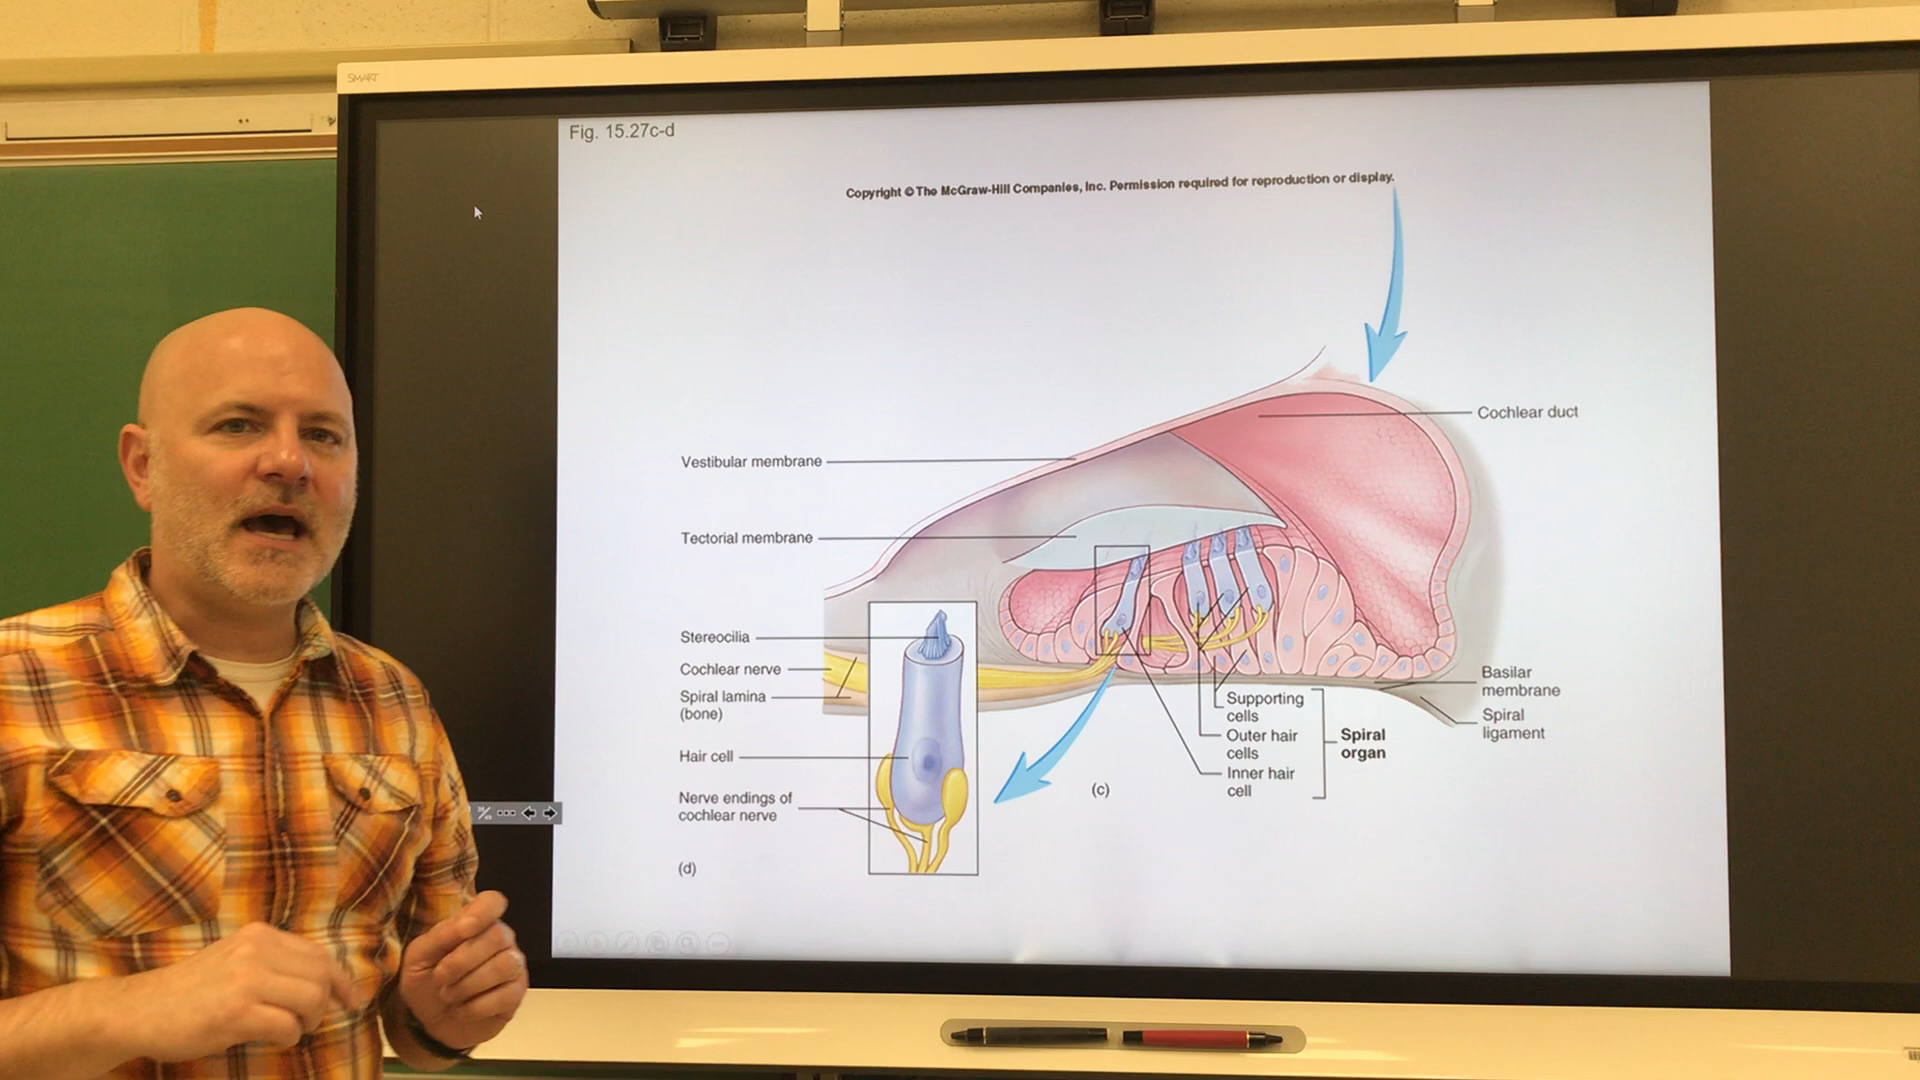 SMART
Fig. 15.27c-d
Copyright © The McGraw-Hill Companies, Inc. Permission required for reproduction or display.
Cochlear duct
Vestibular membrane
Tectorial membrane
Stereocilia
Cochlear nerve
Spiral lamina
(bone)
Hair cell
Nerve endings of
cochlear nerve
(d)
Basilar
membrane
Spiral
ligament
Supporting
cells
Outer hair
cells
Inner hair
cell
Spiral
organ
(c)